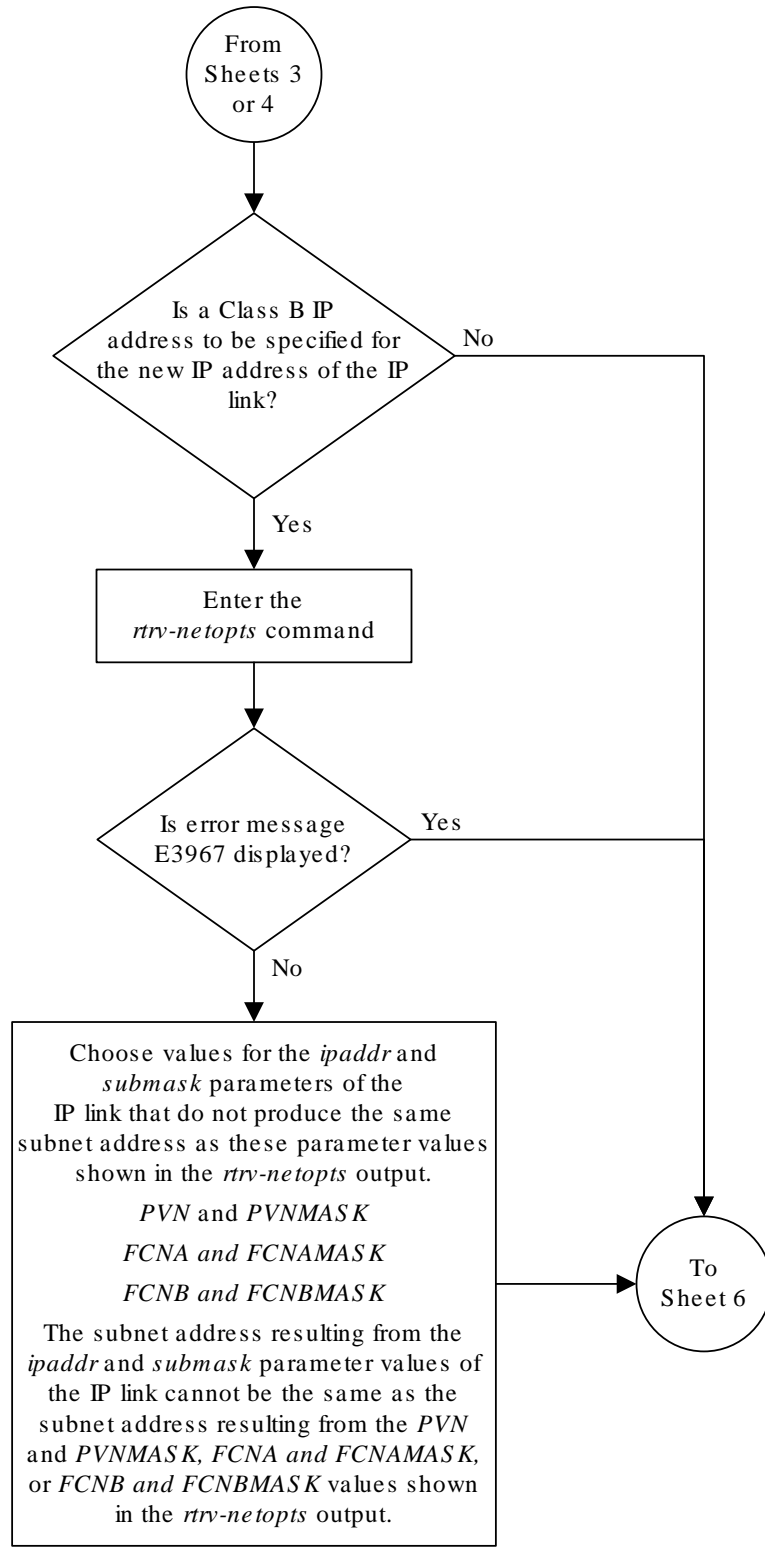 From
Sheets 3
or 4
Is a Class B IP
address to be specified for
the new IP address of the IP
link?
No
Yes
Enter the
rtrv-netopts command
Is error message
E3967 displayed?
Yes
No
Choose values for the ipaddr and
submask parameters of the
IP link that do not produce the same
subnet address as these parameter values
shown in the rtrv-netopts output.
PVN and PVNMASK
FCNA and FCNAMASK
FCNB and FCNBMASK
The subnet address resulting from the
ipaddr and submask parameter values of
the IP link cannot be the same as the
subnet address resulting from the PVN
and PVNMASK, FCNA and FCNAMASK,
or FCNB and FCNBMASK values shown
in the rtrv-netopts output.
To
Sheet 6